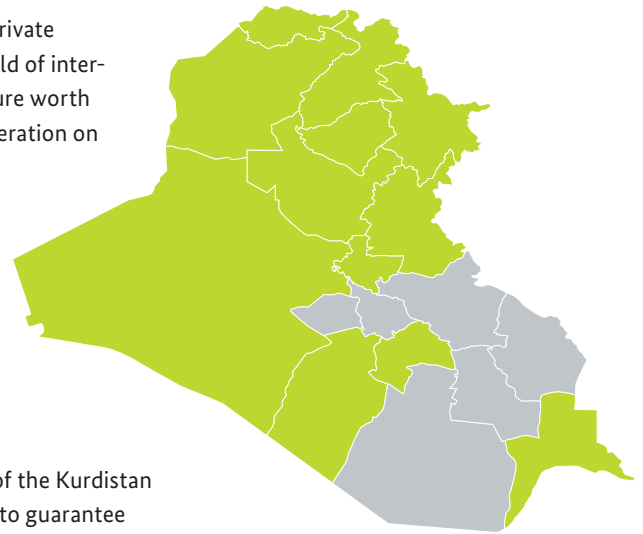 rivate
ld of inter-
ure worth
eration on
of the Kurdistan
to guarantee